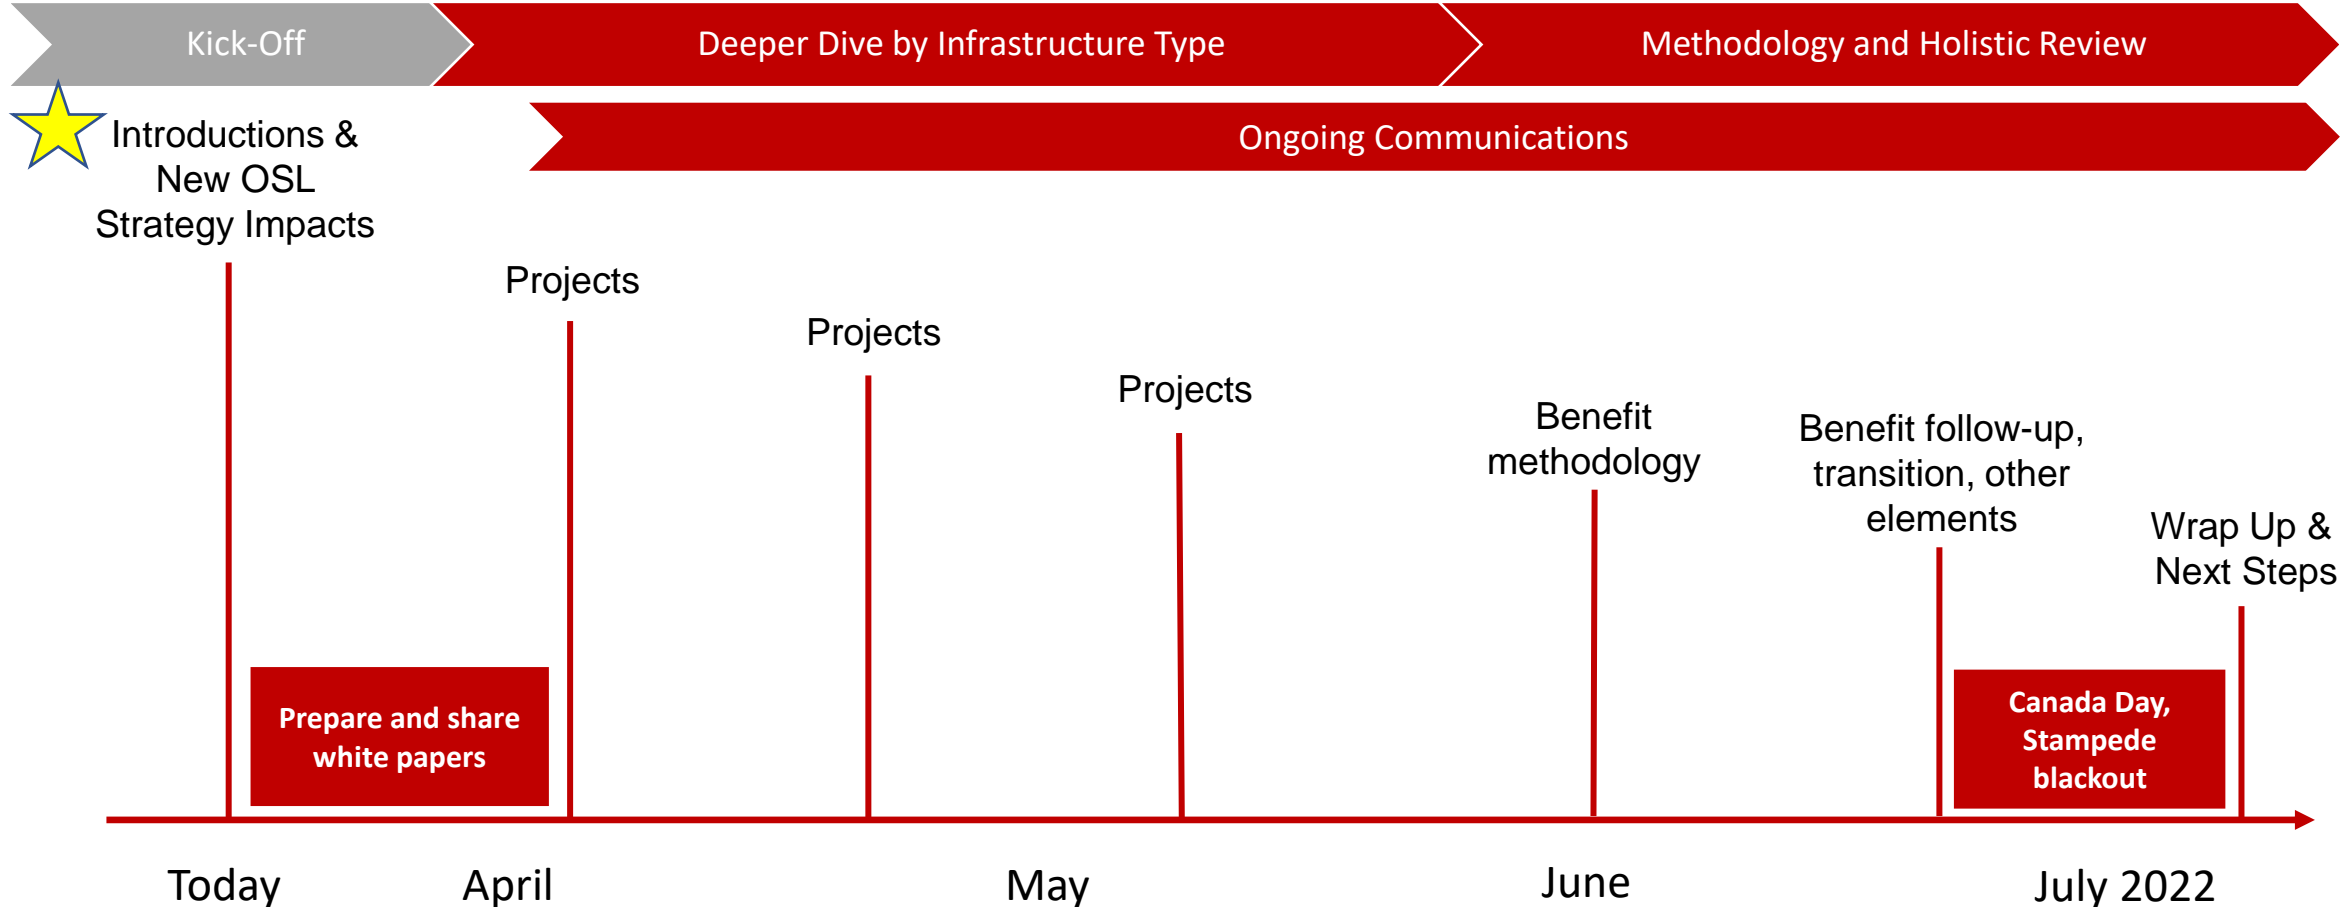 Kick-Off
Deeper Dive by Infrastructure Type
Methodology and Holistic Review
Ongoing Communications
Introductions &
New OSL
Strategy Impacts
Projects
Projects
Projects
Benefit
methodology
Benefit follow-up,
transition, other
elements
Wrap Up &
Next Steps
Prepare and share
white papers
Canada Day,
Stampede
blackout
Today
April
May
June
July 2022